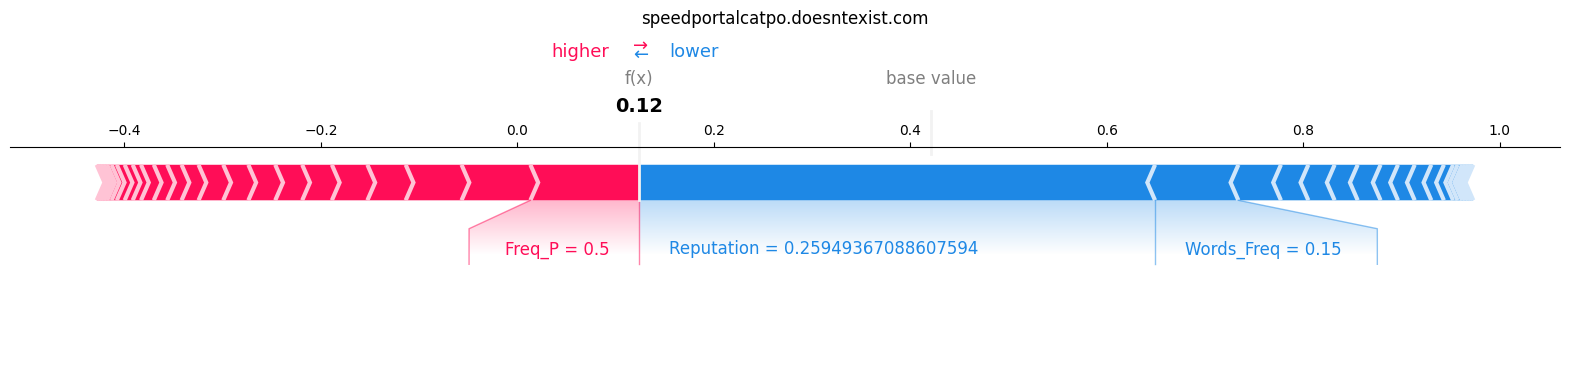 speedportalcatpo.doesntexist.com
higher ⇄ lower
f(x) base value
0.12
−0.4 −0.2 0.0 0.2 0.4 0.6 0.8 1.0
Freq_P = 0.5 Reputation = 0.25949367088607594 Words_Freq = 0.15